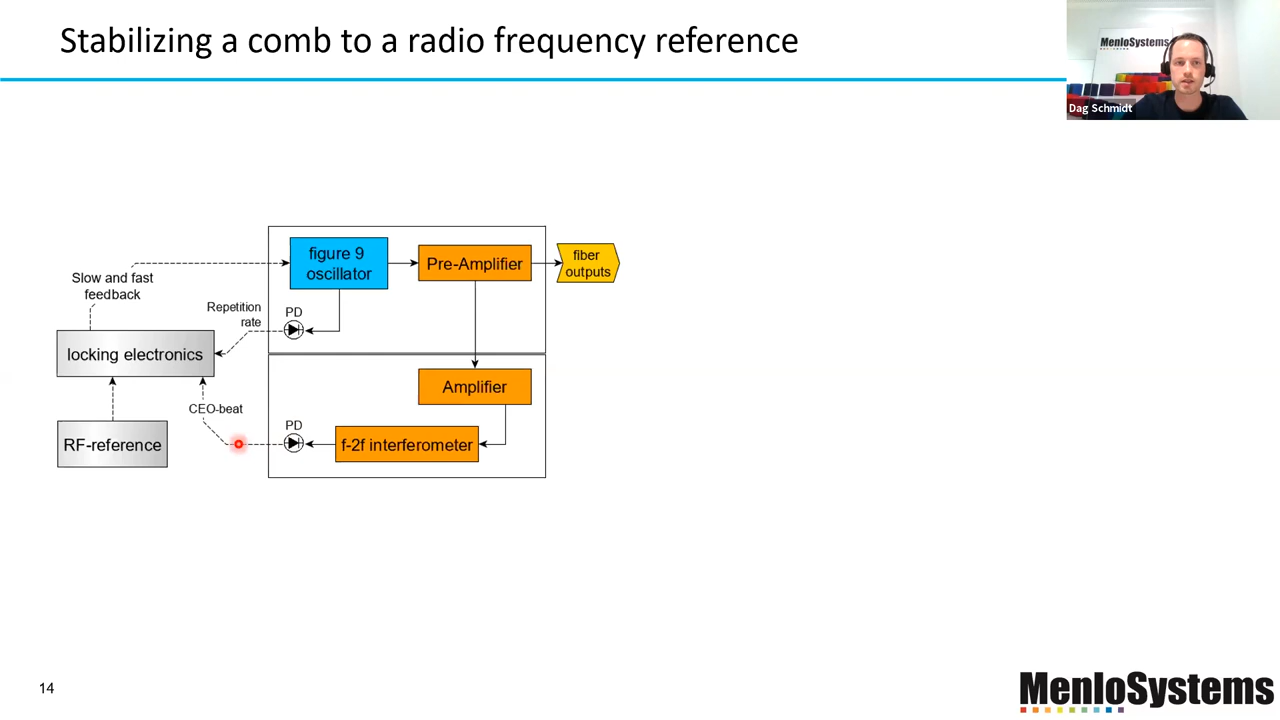 Stabilizing a comb to a radio frequency reference
MenloSystems
Dag Schmidt
figure 9
oscillator
Pre-Amplifier
fiber
outputs
Slow and fast
feedback
Repetition
rate
PD
locking electronics
Amplifier
CEO-beat
PD
RF-reference
f-2f interferometer
14
MenloSystems